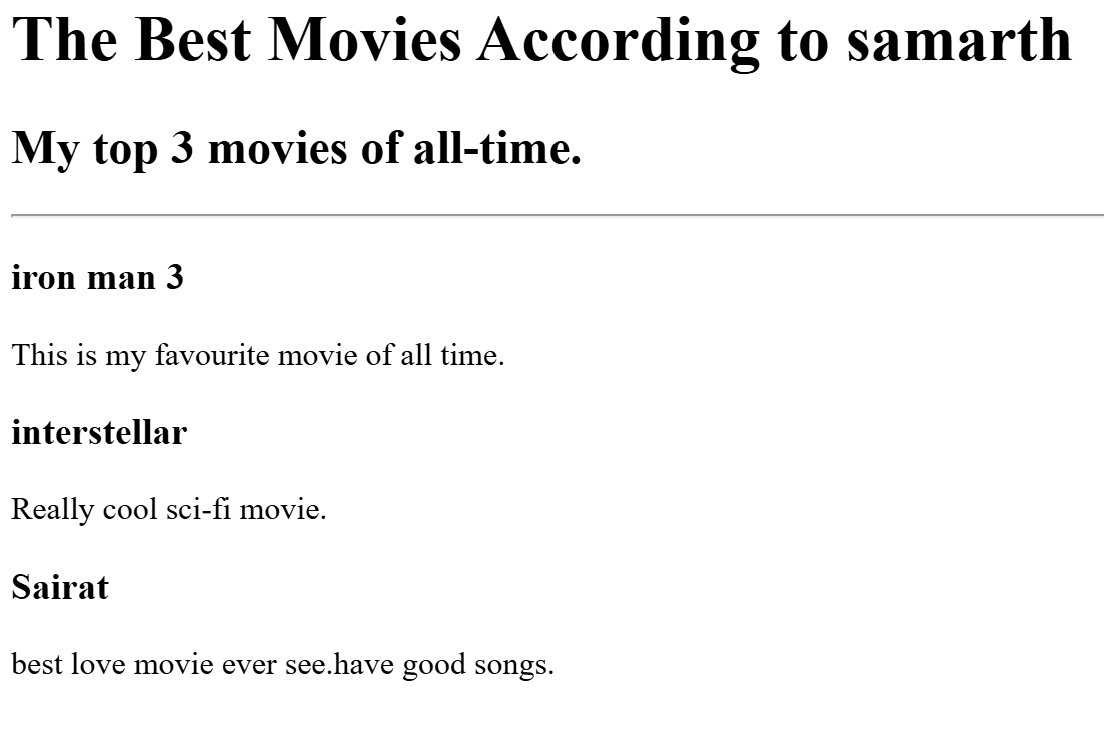 The Best Movies According to samarth
My top 3 movies of all-time.
iron man 3
This is my favourite movie of all time.
interstellar
Really cool sci-fi movie.
Sairat
best love movie ever see.have good songs.